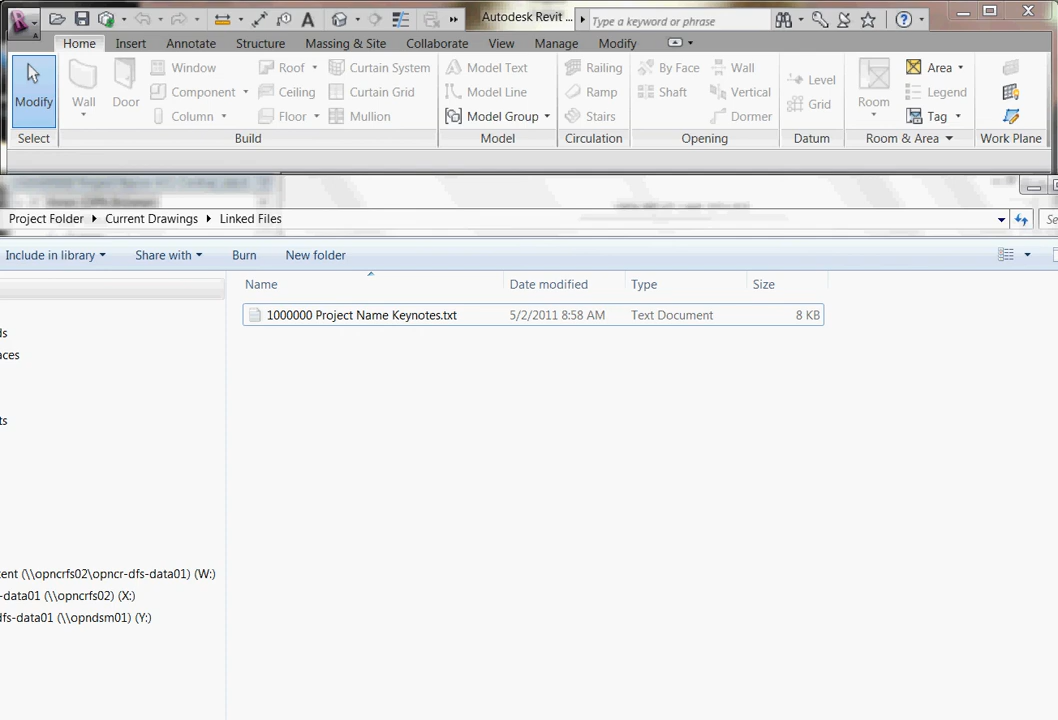 Autodesk Revit ...
Type a keyword or phrase
Home Insert Annotate Structure Massing & Site Collaborate View Manage Modify
Modify
Wall
Door
Window
Component
Column
Roof
Ceiling
Floor
Curtain System
Curtain Grid
Mullion
Model Text
Model Line
Model Group
Railing
Ramp
Stairs
By Face
Shaft
Wall
Vertical
Dormer
Level
Grid
Room
Area
Legend
Tag
Select Build Model Circulation Opening Datum Room & Area Work Plane
Project Folder Current Drawings Linked Files
Se
Include in library Share with Burn New folder
Name Date modified Type Size
1000000 Project Name Keynotes.txt 5/2/2011 8:58 AM Text Document 8 KB
ds
aces
ts
tent (\\opncrfs02\opncr-dfs-data01) (W:)
-data01 (\\opncrfs02) (X:)
dfs-data01 (\\opndsm01) (Y:)